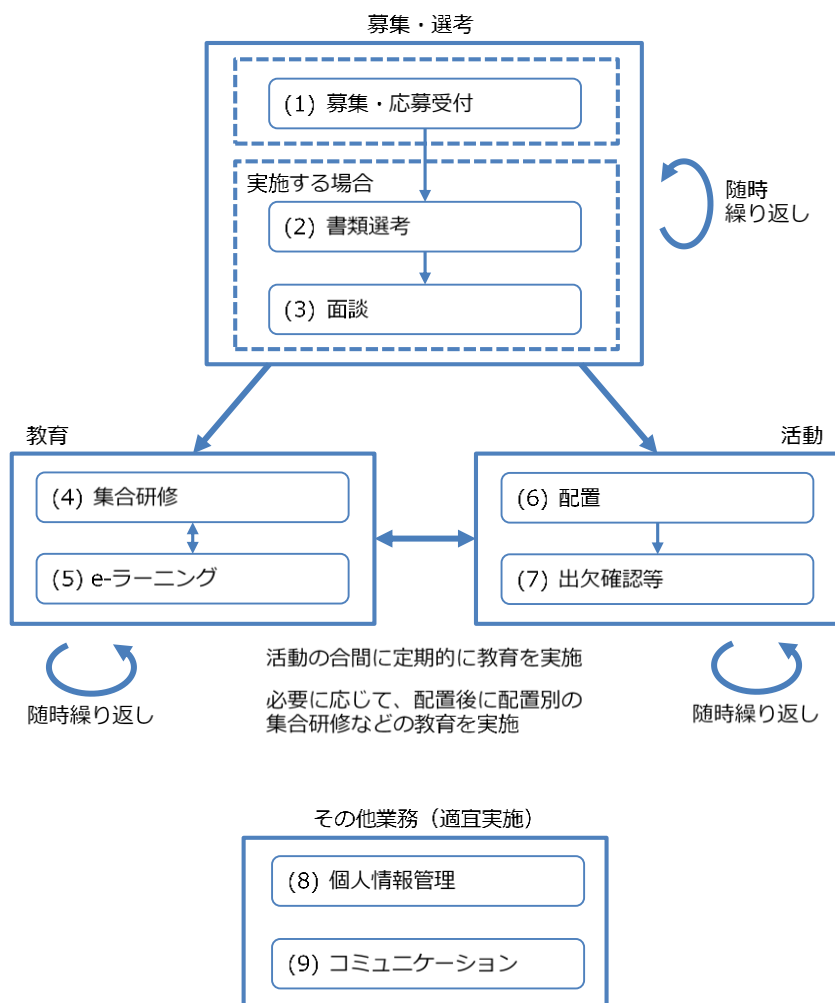 募集・選考
(1) 募集・応募受付
実施する場合
(2) 書類選考
(3) 面談
随時
繰り返し
教育
(4) 集合研修
(5) e-ラーニング
活動
(6) 配置
(7) 出欠確認等
随時繰り返し
活動の合間に定期的に教育を実施
必要に応じて、配置後に配置別の
集合研修などの教育を実施
随時繰り返し
その他業務（適宜実施）
(8) 個人情報管理
(9) コミュニケーション